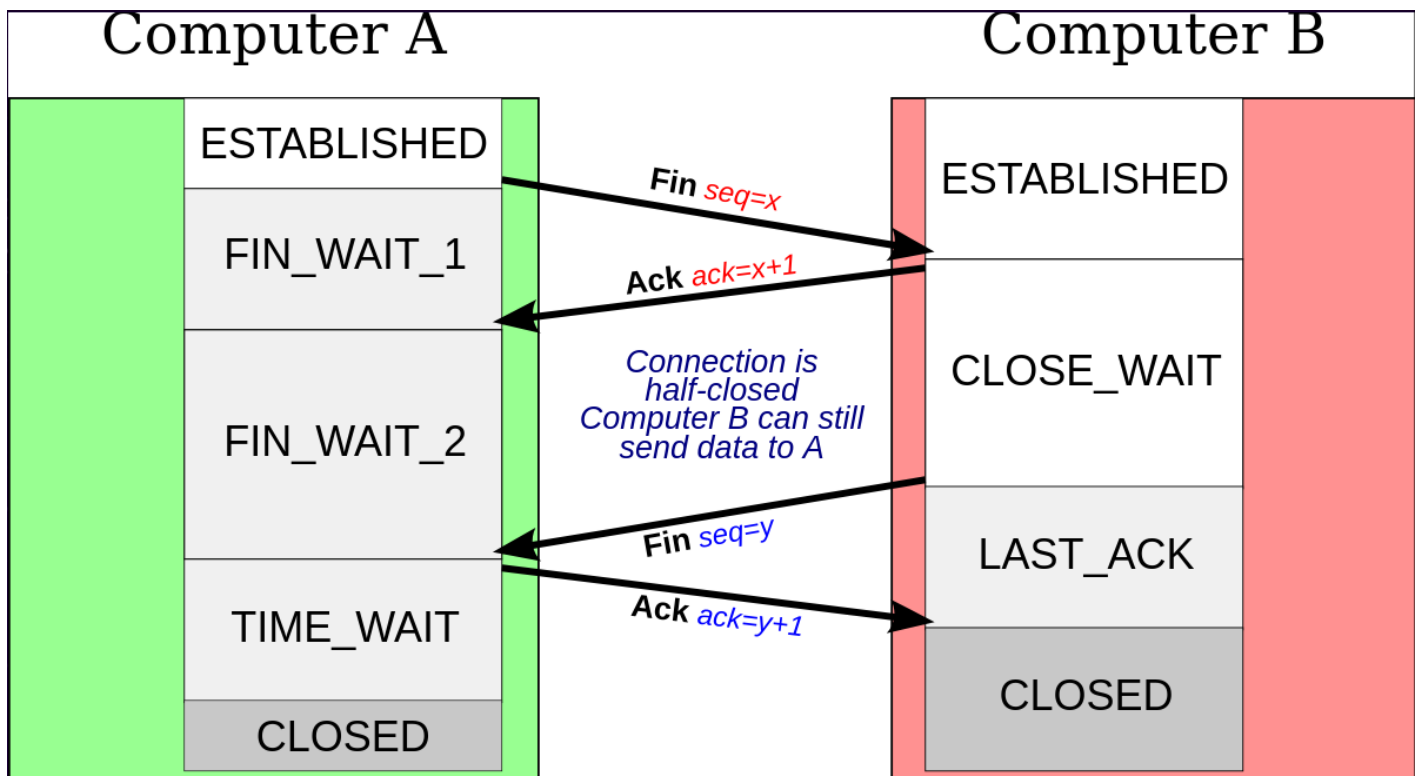 Computer A
Computer B
ESTABLISHED
ESTABLISHED
Fin seq=x
FIN_WAIT_1
Ack ack=x+1
Connection is
half-closed
Computer B can still
send data to A
CLOSE_WAIT
FIN_WAIT_2
Fin seq=y
LAST_ACK
TIME_WAIT
Ack ack=y+1
CLOSED
CLOSED